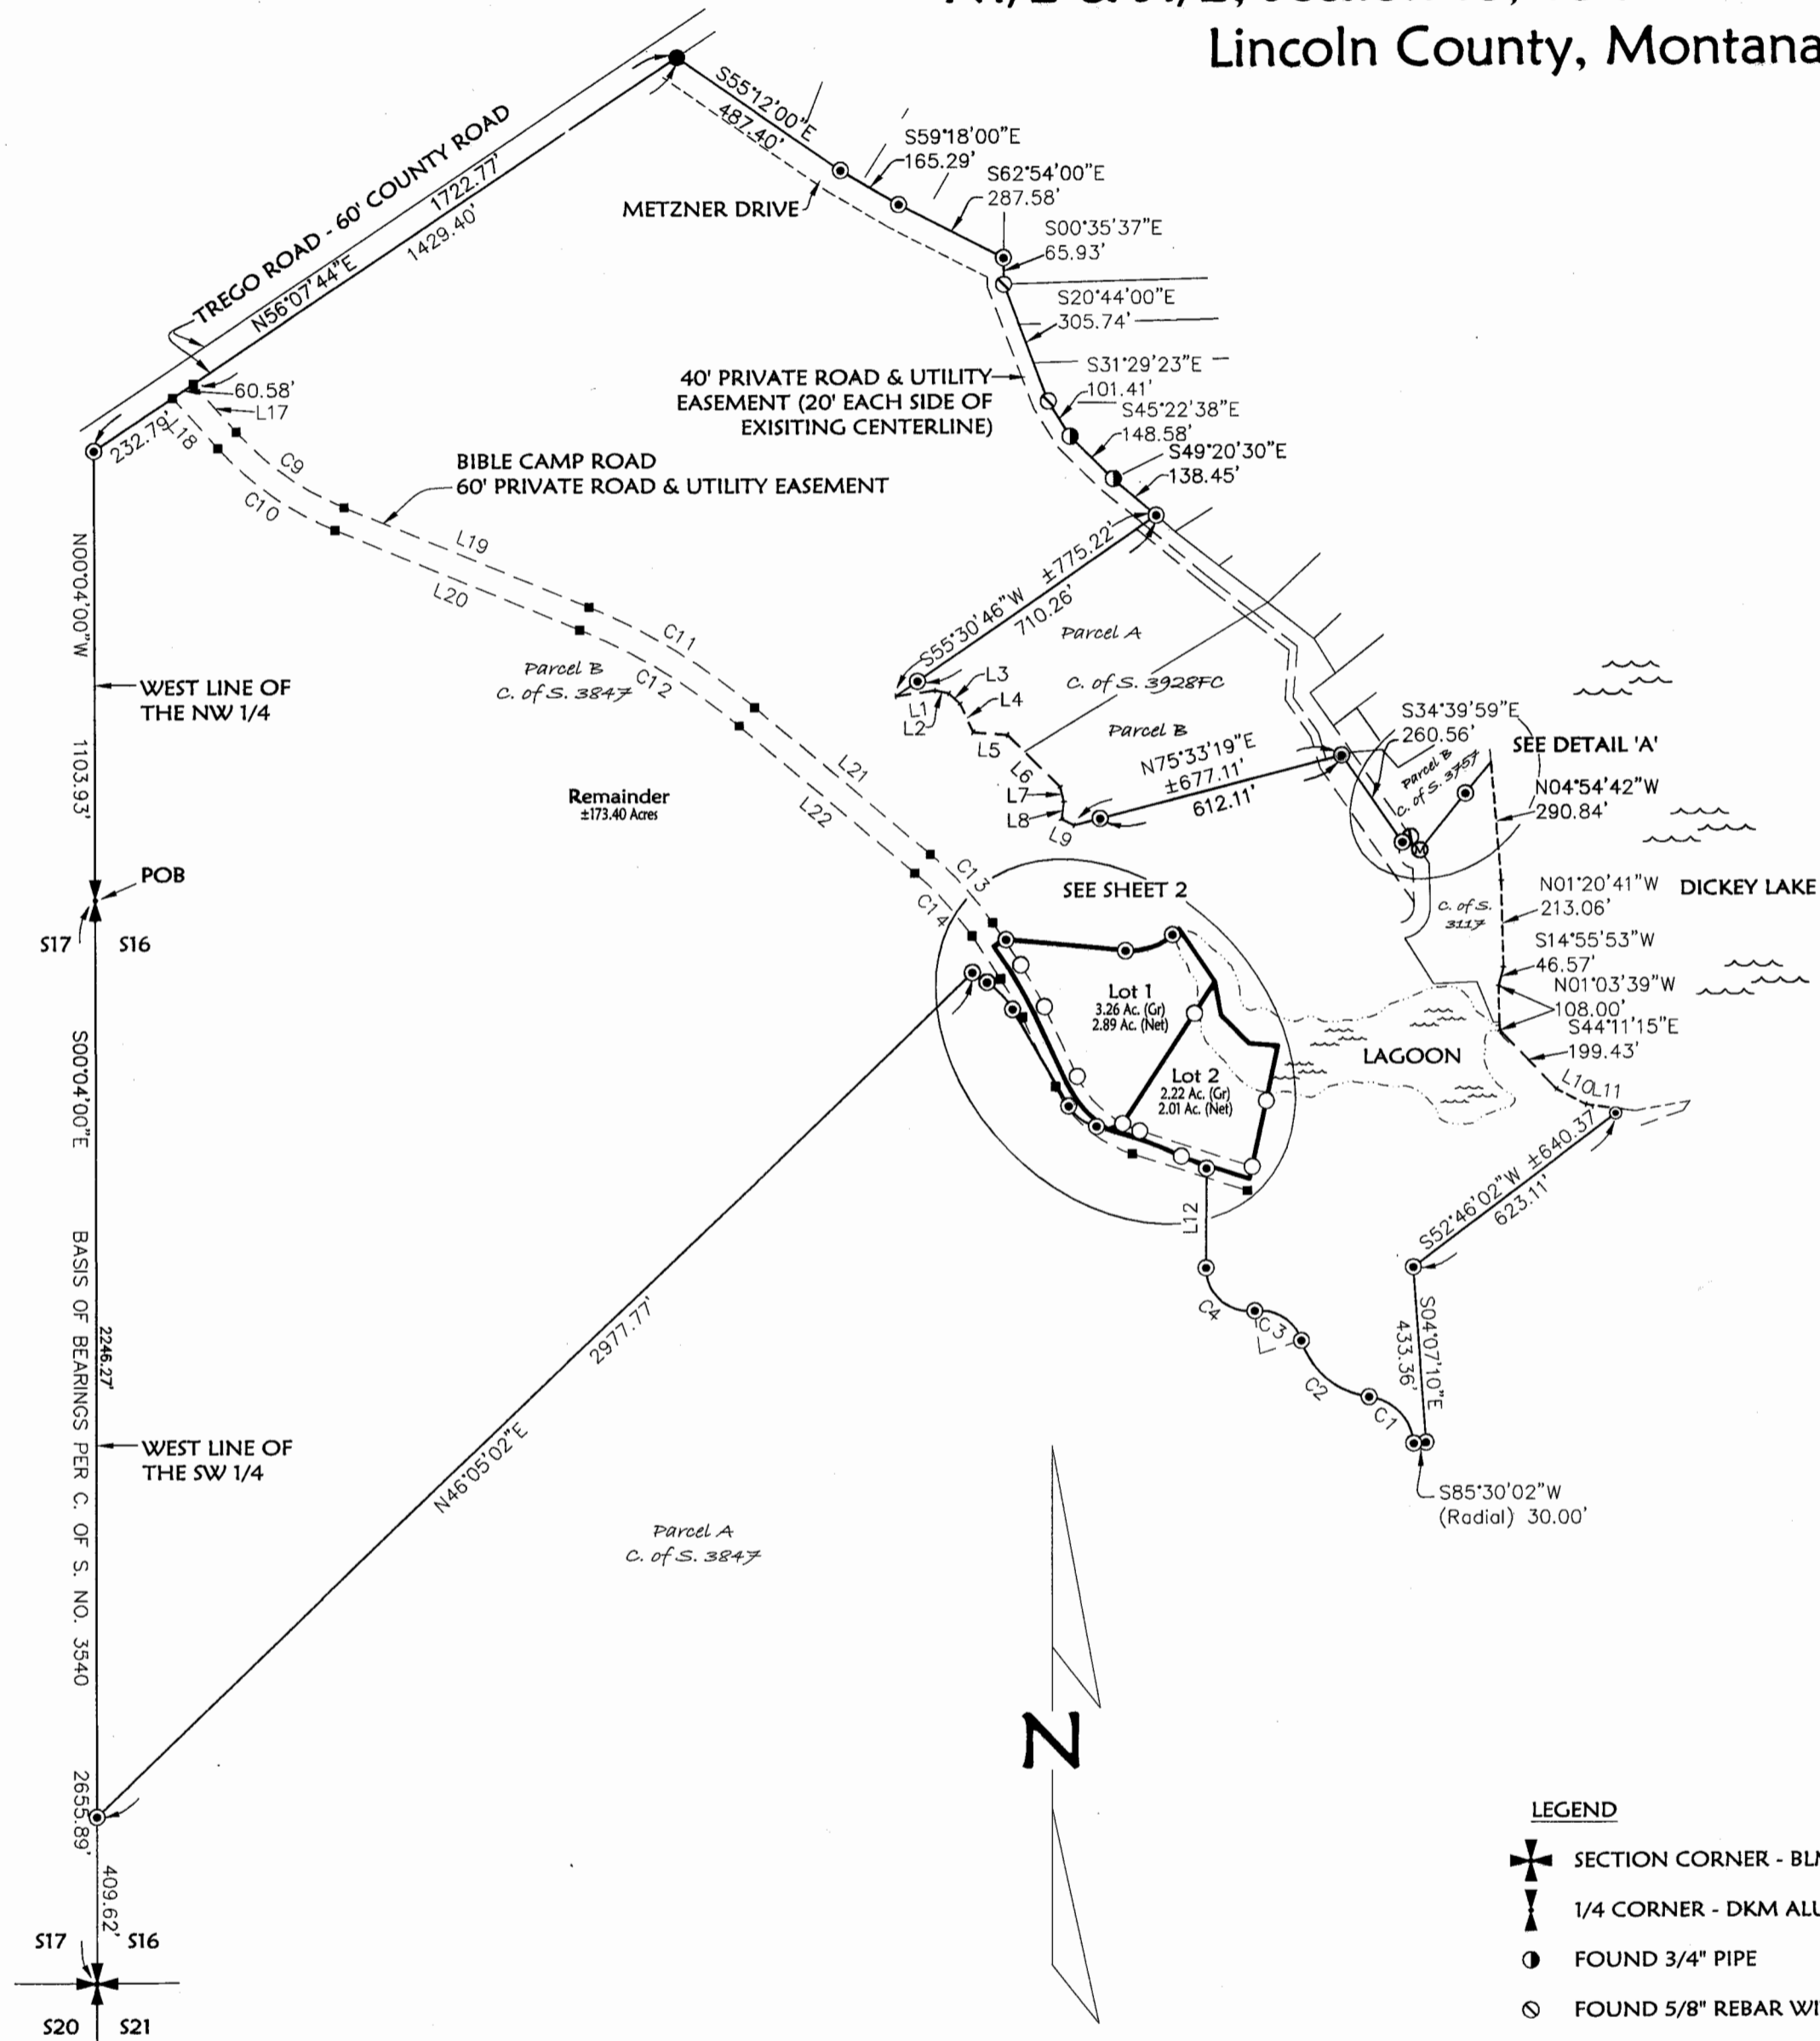 Lincoln County, Montana
TREGO ROAD - 60' COUNTY ROAD
1722.77'
N56°07'44"E
1429.40'
S55°12'00"E
487.40'
METZNER DRIVE
S59°18'00"E
165.29'
S62°54'00"E
287.58'
S00°35'37"E
65.93'
S20°44'00"E
305.74'
S31°29'23"E
101.41'
S45°22'38"E
148.58'
S49°20'30"E
138.45'
40' PRIVATE ROAD & UTILITY
EASEMENT (20' EACH SIDE OF
EXISITING CENTERLINE)
60.58'
L17
232.79'
L18
C9
C10
BIBLE CAMP ROAD
60' PRIVATE ROAD & UTILITY EASEMENT
L19
L20
C11
C12
L21
L22
C13
C14
N00°04'00"W
1103.93'
WEST LINE OF
THE NW 1/4
Parcel B
C. of S. 3847
Remainder
±173.40 Acres
S55°30'46"W ±775.22'
710.26'
Parcel A
C. of S. 3928FC
L1
L2
L3
L4
L5
L6
L7
L8
L9
Parcel B
N75°33'19"E
±677.11'
612.11'
S34°39'59"E
260.56'
SEE DETAIL 'A'
Parcel B
C. of S. 3757
N04°54'42"W
290.84'
N01°20'41"W
213.06'
DICKEY LAKE
C. of S.
3117
S14°55'53"W
46.57'
N01°03'39"W
108.00'
S44°11'15"E
199.43'
L10
L11
LAGOON
POB
S17
S16
SEE SHEET 2
Lot 1
3.26 Ac. (Gr)
2.89 Ac. (Net)
Lot 2
2.22 Ac. (Gr)
2.01 Ac. (Net)
S52°46'02"W ±640.37'
623.11'
L12
C4
C3
C2
C1
S04°07'10"E
433.36'
S85°30'02"W
(Radial) 30.00'
S00°04'00"E
BASIS OF BEARINGS PER C. OF S. NO. 3540
2655.89'
2246.27'
WEST LINE OF
THE SW 1/4
2977.77'
N46°05'02"E
Parcel A
C. of S. 3847
409.62'
S17
S16
S20
S21
N
LEGEND
SECTION CORNER -
1/4 CORNER - DKM
FOUND 3/4" PIPE
FOUND 5/8" REBAR